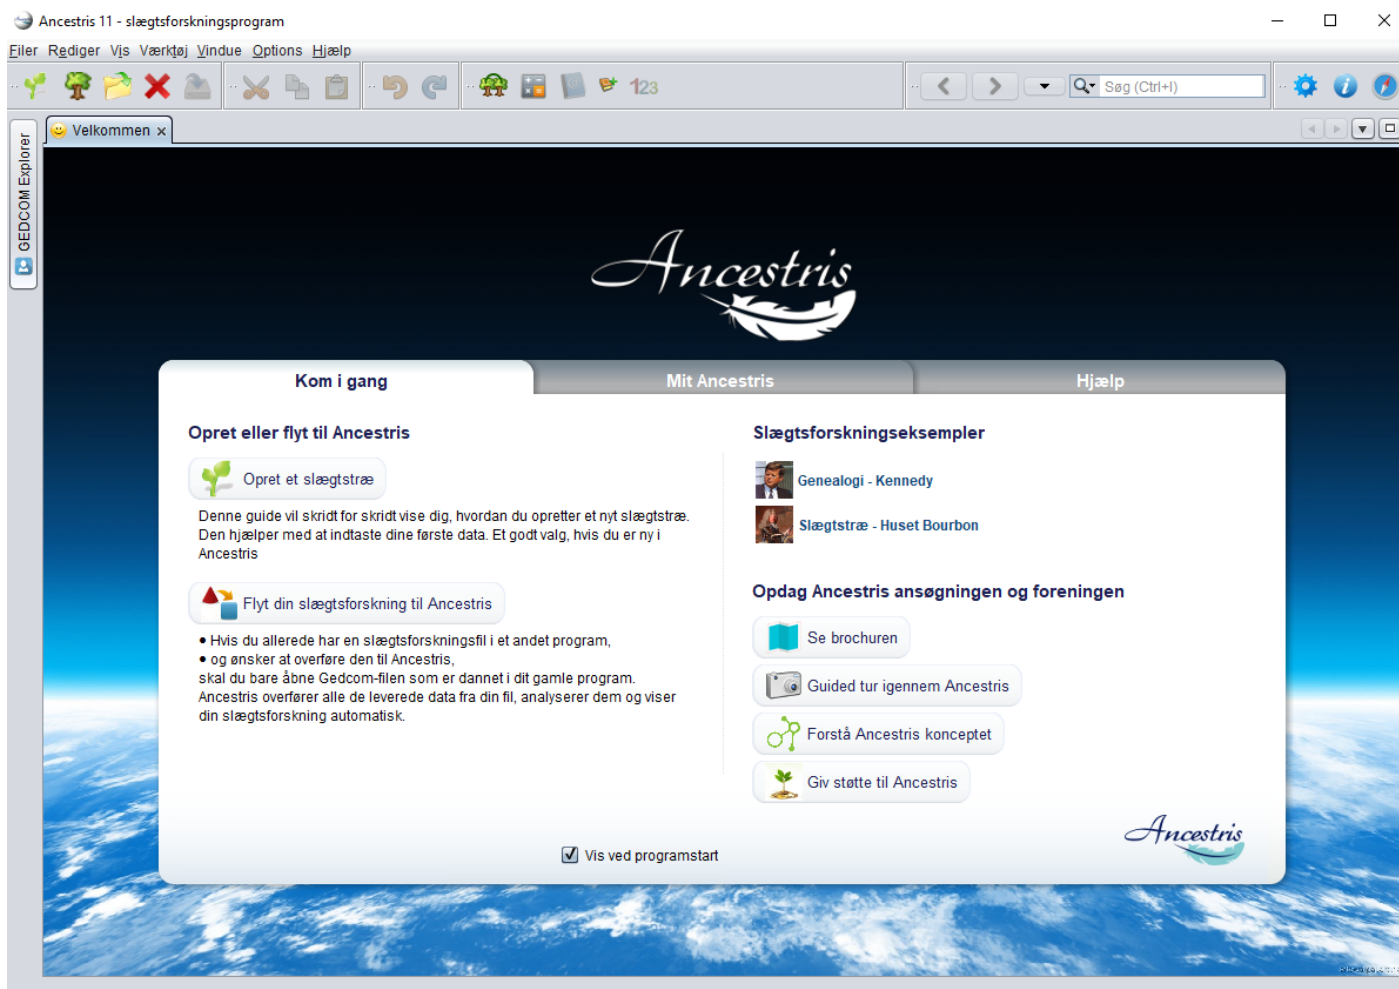 Ancestris 11 - slægtsforskningsprogram
Filer Rediger Vis Værktøj Vindue Options Hjælp
123
Søg (Ctrl+I)
GEDCOM Explorer
Velkommen
Ancestris
Kom i gang
Mit Ancestris
Hjælp
Opret eller flyt til Ancestris
Opret et slægtstræ
Denne guide vil skridt for skridt vise dig, hvordan du opretter et nyt slægtstræ.
Den hjælper med at indtaste dine første data. Et godt valg, hvis du er ny i
Ancestris
Flyt din slægtsforskning til Ancestris
• Hvis du allerede har en slægtsforskningsfil i et andet program,
• og ønsker at overføre den til Ancestris,
skal du bare åbne Gedcom-filen som er dannet i dit gamle program.
Ancestris overfører alle de leverede data fra din fil, analyserer dem og viser
din slægtsforskning automatisk.
Slægtsforskningseksempler
Genealogi - Kennedy
Slægtstræ - Huset Bourbon
Opdag Ancestris ansøgningen og foreningen
Se brochuren
Guided tur igennem Ancestris
Forstå Ancestris konceptet
Giv støtte til Ancestris
Ancestris
Vis ved programstart